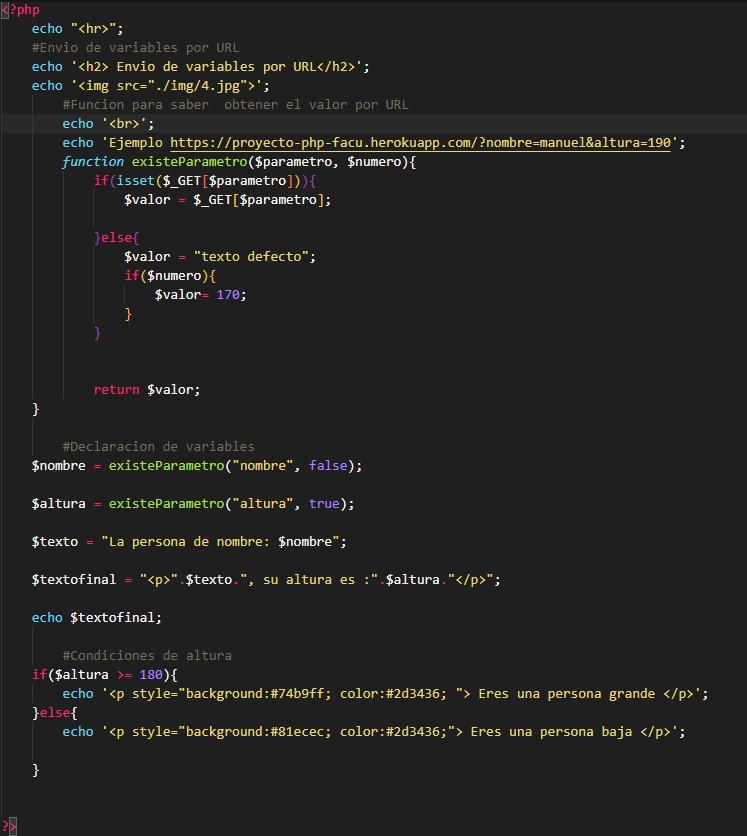 <?php
echo "<hr>";
#Envio de variables por URL
echo '<h2> Envio de variables por URL</h2>';
echo '<img src="./img/4.jpg">';
#Funcion para saber  obtener el valor por URL
echo '<br>';
echo 'Ejemplo https://proyecto-php-facu.herokuapp.com/?nombre=manuel&altura=190';
function existeParametro($parametro, $numero){
if(isset($_GET[$parametro])){
$valor = $_GET[$parametro];
}else{
$valor = "texto defecto";
if($numero){
$valor= 170;
}
}
return $valor;
}
#Declaracion de variables
$nombre = existeParametro("nombre", false);
$altura = existeParametro("altura", true);
$texto = "La persona de nombre: $nombre";
$textofinal = "<p>".$texto.", su altura es :".$altura."</p>";
echo $textofinal;
#Condiciones de altura
if($altura >= 180){
echo '<p style="background:#74b9ff; color:#2d3436; "> Eres una persona grande </p>';
}else{
echo '<p style="background:#81ecec; color:#2d3436;"> Eres una persona baja </p>';
}
?>